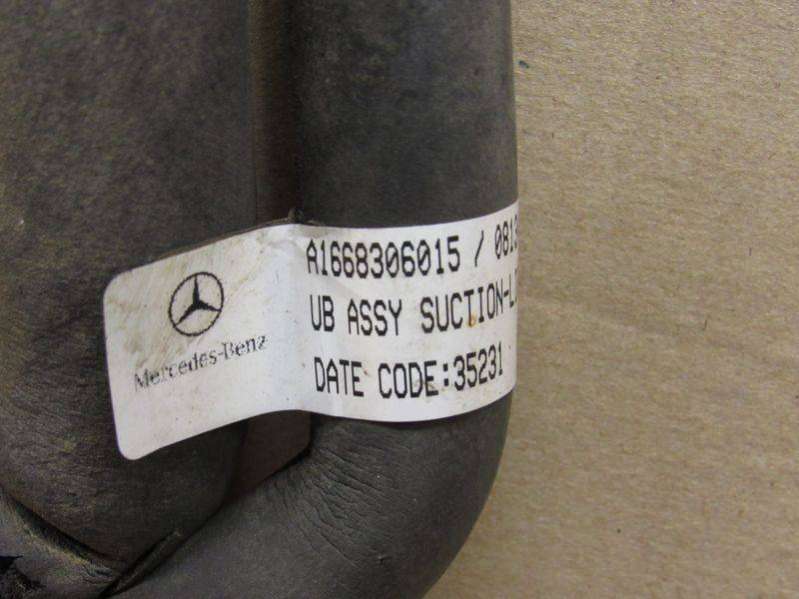 A1668306015 / 081
UB ASSY SUCTION-L
DATE CODE:35231
Mercedes-Benz